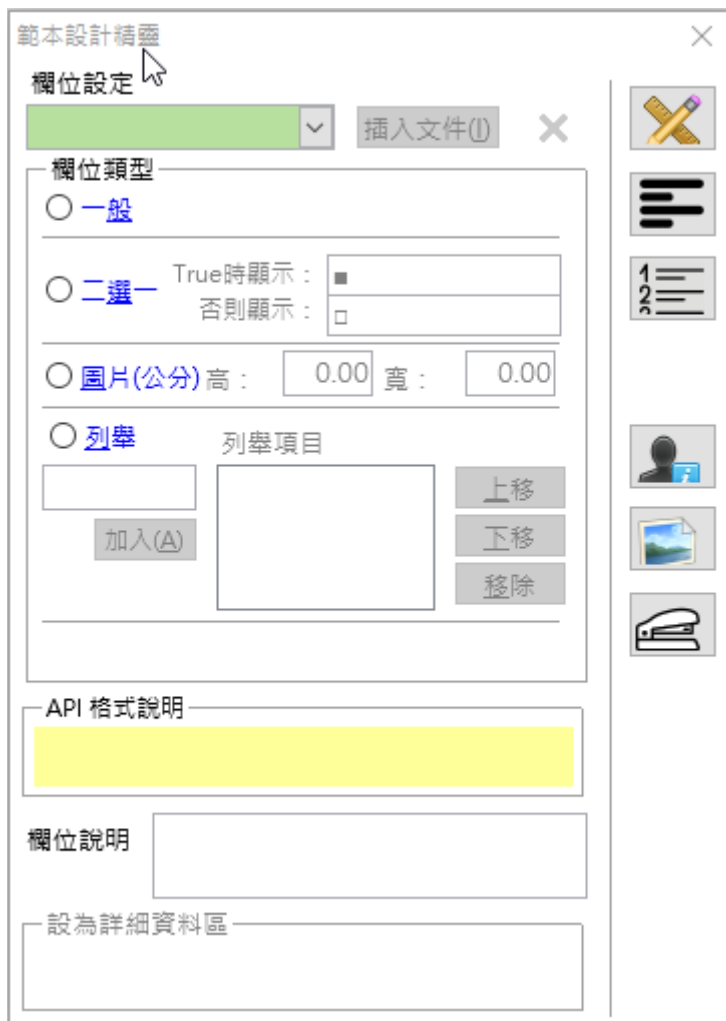 範本設計精靈
欄位設定
插入文件(I)
欄位類型
一般
二選一
True時顯示： ■
否則顯示： □
圖片(公分) 高： 0.00 寬： 0.00
列舉
列舉項目
上移
加入(A)
下移
移除
API 格式說明
欄位說明
設為詳細資料區